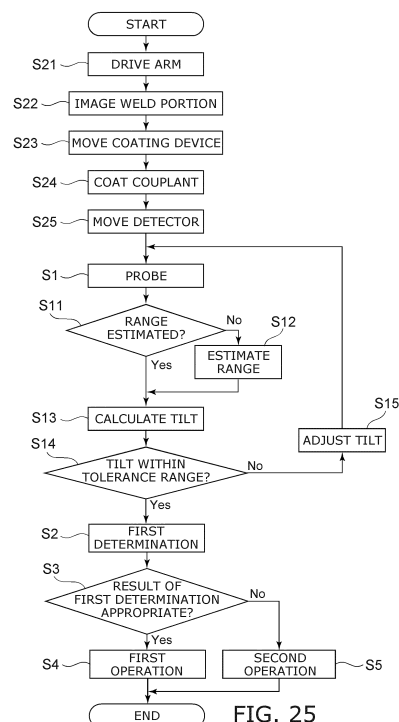 START
S21
DRIVE ARM
S22
IMAGE WELD PORTION
S23
MOVE COATING DEVICE
S24
COAT COUPLANT
S25
MOVE DETECTOR
S1
PROBE
S11
RANGE
ESTIMATED?
No
S12
ESTIMATE
RANGE
Yes
S13
CALCULATE TILT
S15
ADJUST TILT
S14
TILT WITHIN
TOLERANCE RANGE?
No
Yes
S2
FIRST
DETERMINATION
S3
RESULT OF
FIRST DETERMINATION
APPROPRIATE?
No
Yes
S4
FIRST
OPERATION
SECOND
OPERATION
S5
END
FIG. 25